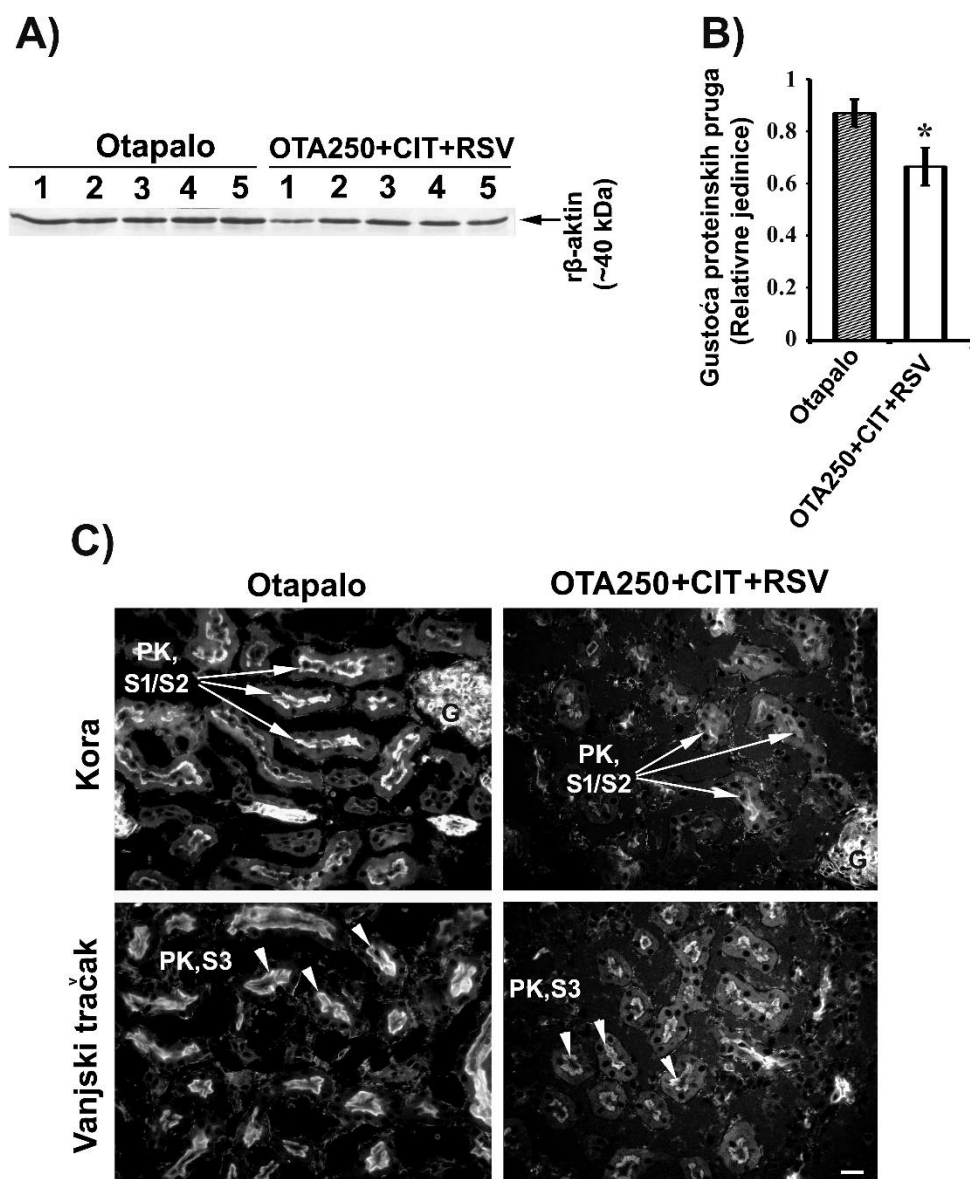 A)
Otapalo OTA250+CIT+RSV
1 2 3 4 5 1 2 3 4 5
rβ-aktin
(~40 kDa)
B)
Gustoća proteinskih pruga
(Relativne jedinice)
1
0.8
0.6
0.4
0.2
0
*
Otapalo
OTA250+CIT+RSV
C)
Otapalo OTA250+CIT+RSV
Kora
PK,
S1/S2
G
PK,
S1/S2
G
Vanjski tračak
PK,S3
PK,S3